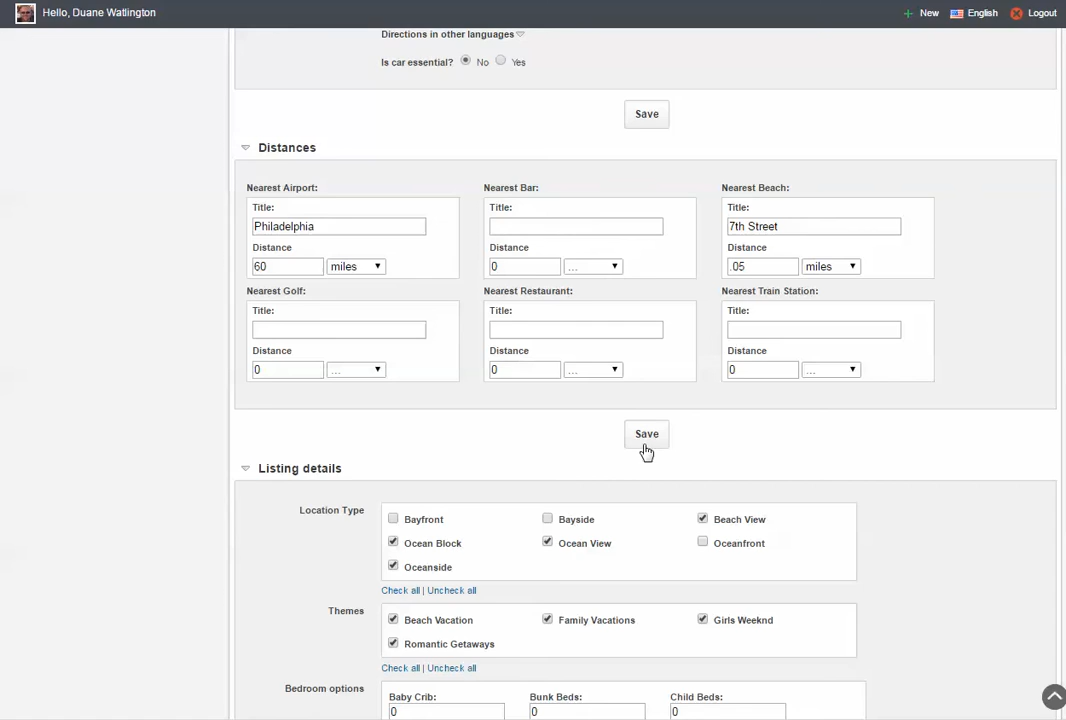 Hello, Duane Watlington
New English Logout
Directions in other languages
Is car essential? No Yes
Save
Distances
Nearest Airport: Nearest Bar: Nearest Beach:
Title: Title: Title:
Philadelphia 7th Street
Distance Distance Distance
60 miles 0 ... .05 miles
Nearest Golf: Nearest Restaurant: Nearest Train Station:
Title: Title: Title:
Distance Distance Distance
0 ... 0 ... 0 ...
Save
Listing details
Location Type Bayfront Bayside Beach View
Ocean Block Ocean View Oceanfront
Oceanside
Check all | Uncheck all
Themes Beach Vacation Family Vacations Girls Weeknd
Romantic Getaways
Check all | Uncheck all
Bedroom options Baby Crib: Bunk Beds: Child Beds:
0 0 0